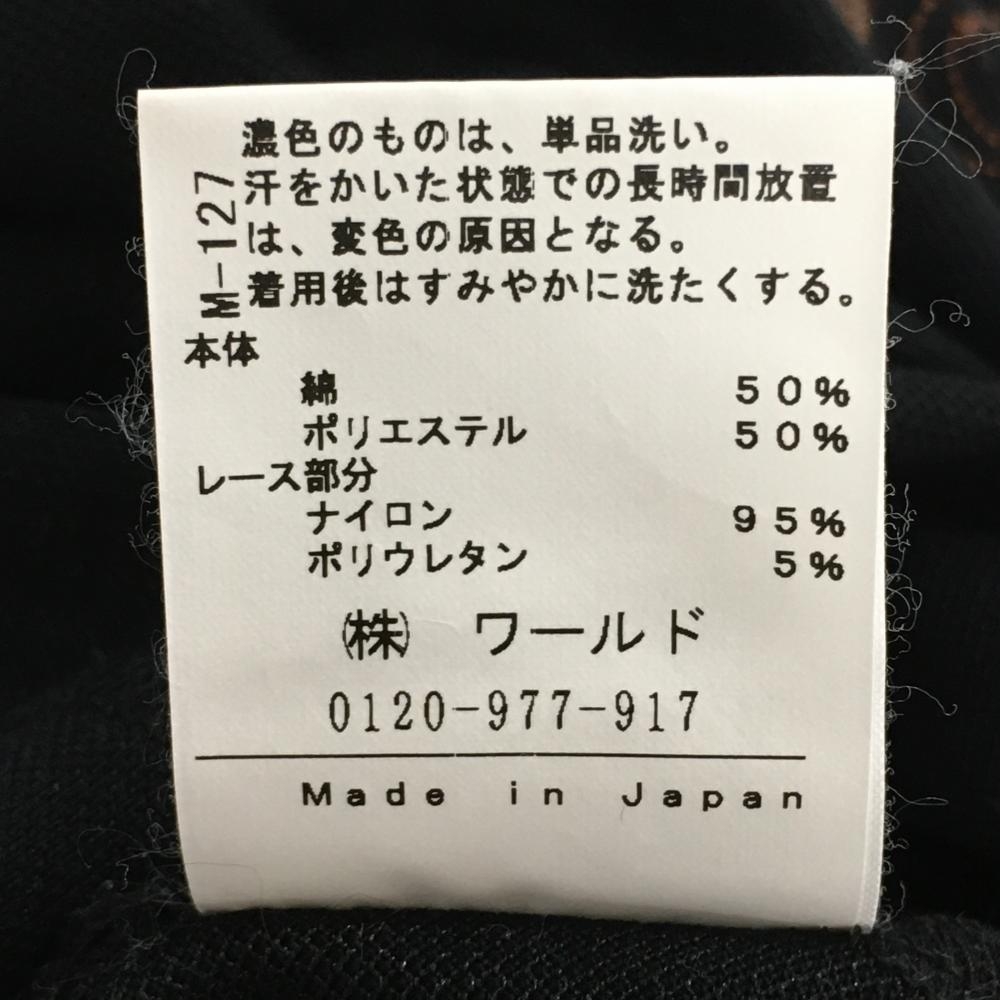 濃色のものは、単品洗い。
汗をかいた状態での長時間放置
は、変色の原因となる。
着用後はすみやかに洗たくする。
M-127
本体
綿 50%
ポリエステル 50%
レース部分
ナイロン 95%
ポリウレタン 5%
㈱ ワールド
0120-977-917
Made in Japan